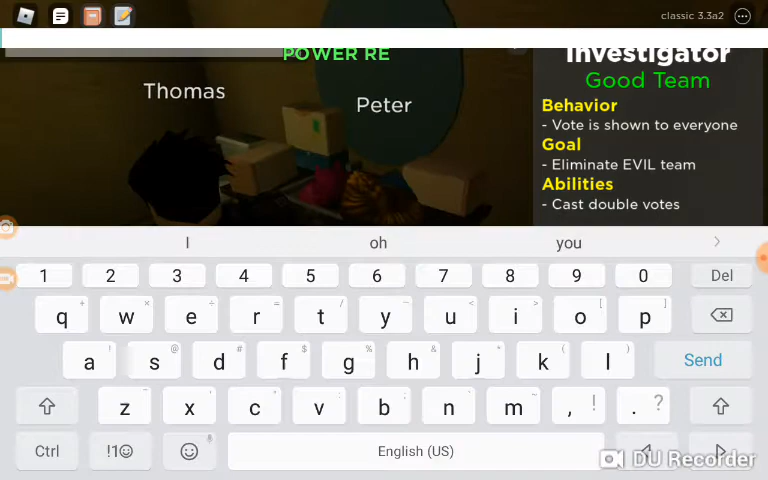 classic 3.3a2
POWER RE
Investigator
Good Team
Thomas
Peter
Behavior
- Vote is shown to everyone
Goal
- Eliminate EVIL team
Abilities
- Cast double votes
I oh you
1 2 3 4 5 6 7 8 9 0 Del
+ × ÷ = / _ < > [ ]
q w e r t y u i o p
! @ # $ % ^ & * ( )
a s d f g h j k l Send
z x c v b n m , ! . ?
Ctrl !1☺ English (US)
DU Recorder